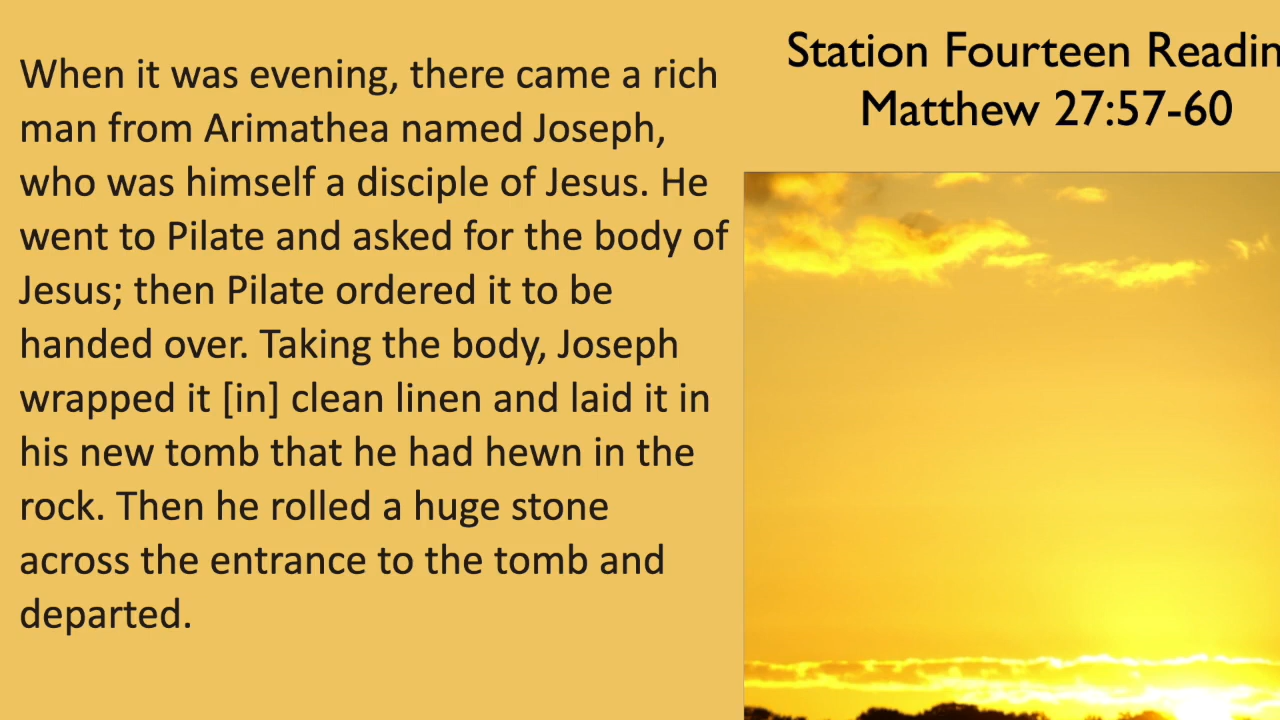 Station Fourteen Readin
Matthew 27:57-60
When it was evening, there came a rich
man from Arimathea named Joseph,
who was himself a disciple of Jesus. He
went to Pilate and asked for the body of
Jesus; then Pilate ordered it to be
handed over. Taking the body, Joseph
wrapped it [in] clean linen and laid it in
his new tomb that he had hewn in the
rock. Then he rolled a huge stone
across the entrance to the tomb and
departed.